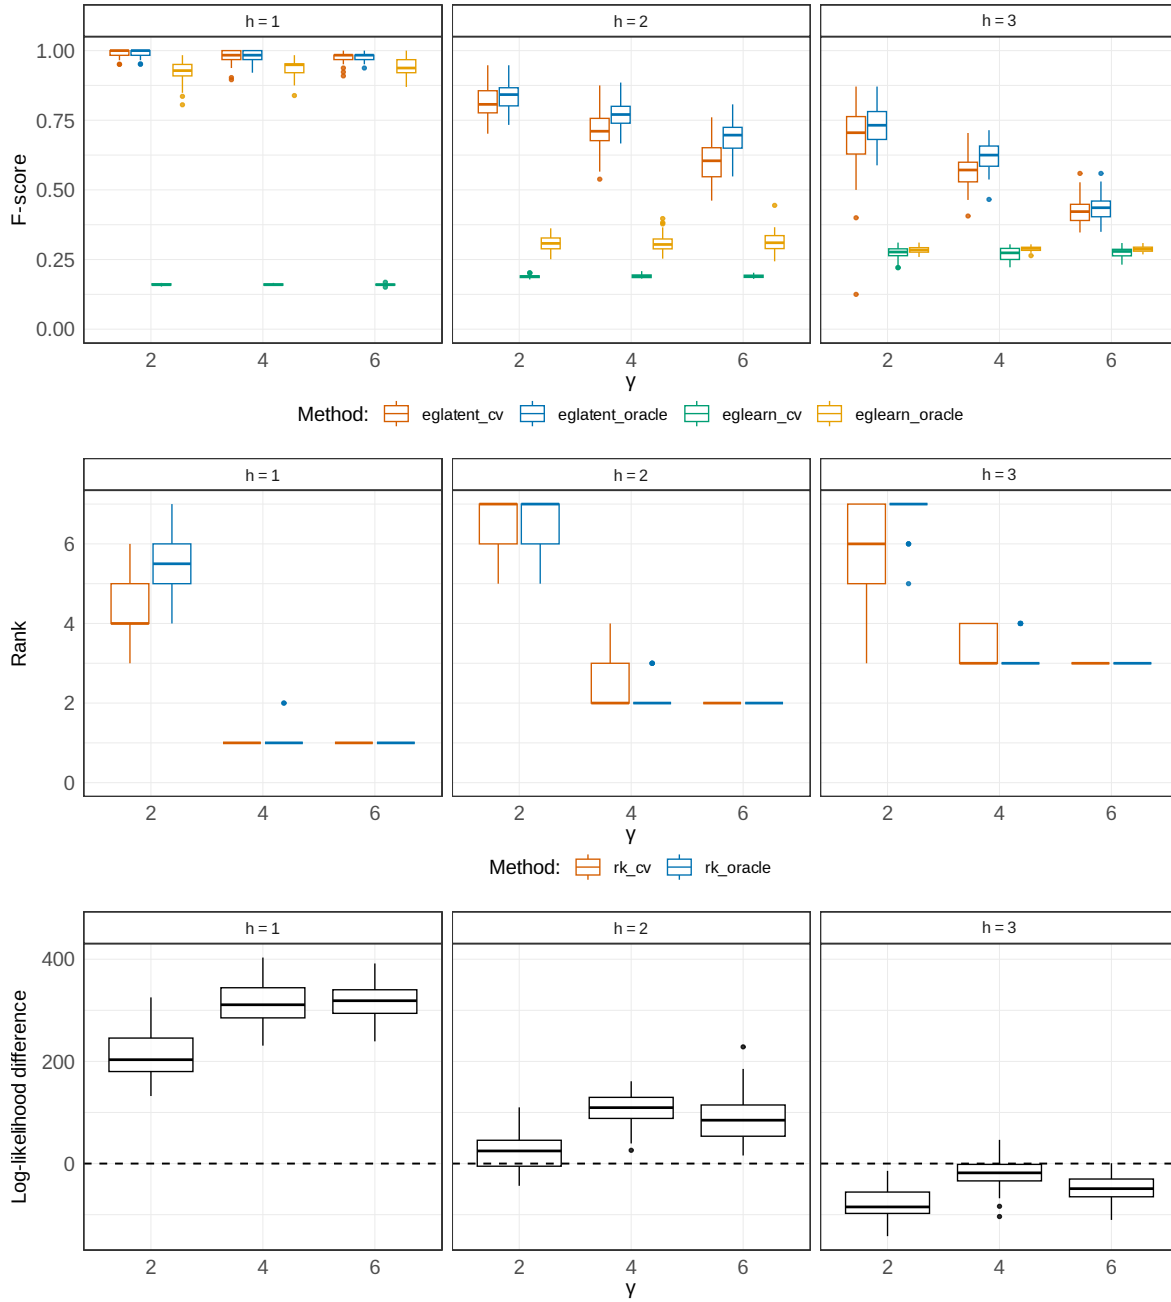 h = 1
h = 2
h = 3
F-score
1.00
0.75
0.50
0.25
0.00
2 4 6
2 4 6
2 4 6
γ
Method: eglatent_cv eglatent_oracle eglearn_cv eglearn_oracle
h = 1
h = 2
h = 3
Rank
6
4
2
0
2 4 6
2 4 6
2 4 6
γ
Method: rk_cv rk_oracle
h = 1
h = 2
h = 3
Log-likelihood difference
400
200
0
2 4 6
2 4 6
2 4 6
γ